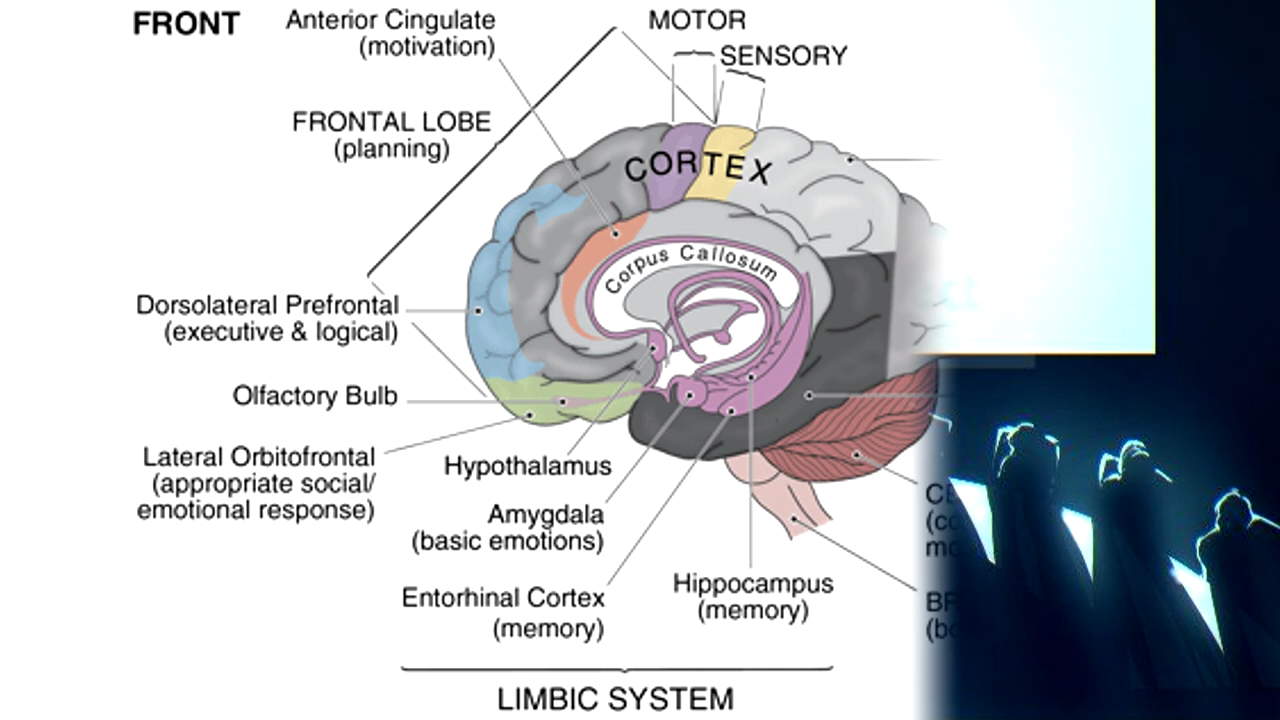 FRONT
Anterior Cingulate
(motivation)
MOTOR
SENSORY
FRONTAL LOBE
(planning)
CORTEX
Corpus Callosum
Dorsolateral Prefrontal
(executive & logical)
Olfactory Bulb
Lateral Orbitofrontal
(appropriate social/
emotional response)
Hypothalamus
Amygdala
(basic emotions)
Entorhinal Cortex
(memory)
Hippocampus
(memory)
LIMBIC SYSTEM